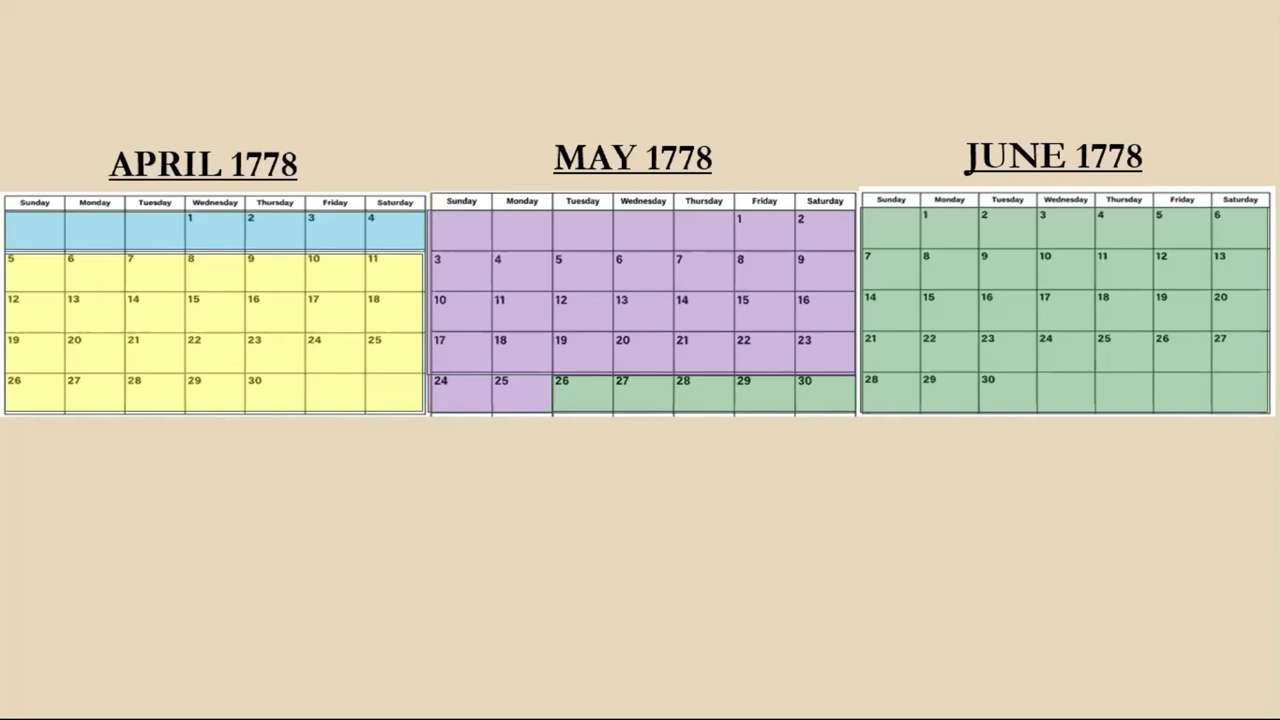 APRIL 1778
Sunday Monday Tuesday Wednesday Thursday Friday Saturday
1 2 3 4
5 6 7 8 9 10 11
12 13 14 15 16 17 18
19 20 21 22 23 24 25
26 27 28 29 30
MAY 1778
Sunday Monday Tuesday Wednesday Thursday Friday Saturday
1 2
3 4 5 6 7 8 9
10 11 12 13 14 15 16
17 18 19 20 21 22 23
24 25 26 27 28 29 30
JUNE 1778
Sunday Monday Tuesday Wednesday Thursday Friday Saturday
1 2 3 4 5 6
7 8 9 10 11 12 13
14 15 16 17 18 19 20
21 22 23 24 25 26 27
28 29 30